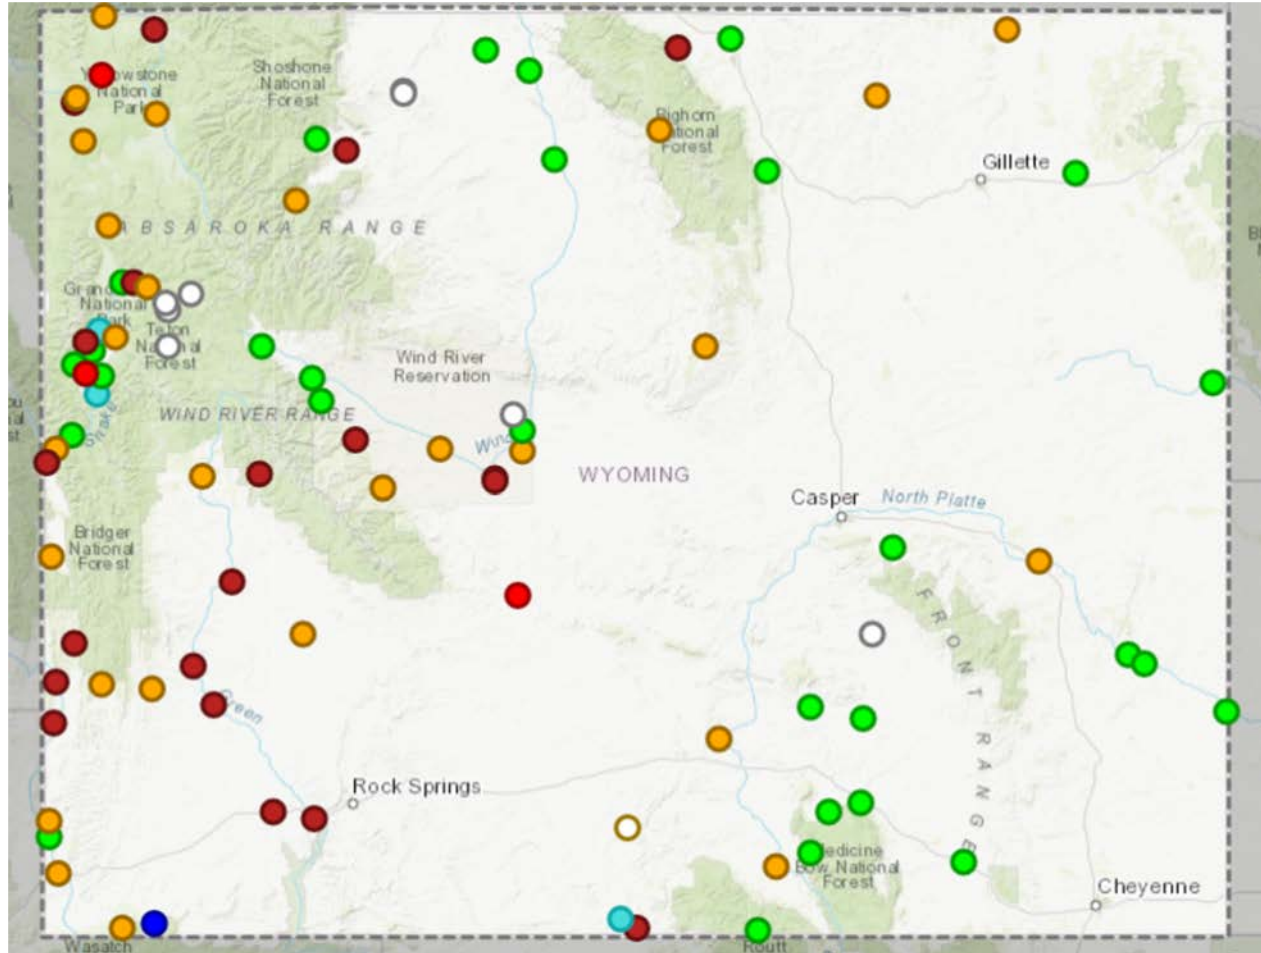 Yellowstone
National
Park
Shoshone
National
Forest
Bighorn
National
Forest
Gillette
ABSAROKA RANGE
Grand
National
Park
Teton
National
Forest
Wind River
Reservation
WIND RIVER RANGE
Snake
Wind
WYOMING
Casper
North Platte
Bridger
National
Forest
FRONT RANGE
Green
Rock Springs
Medicine
Bow National
Forest
Cheyenne
Wasatch
Routt